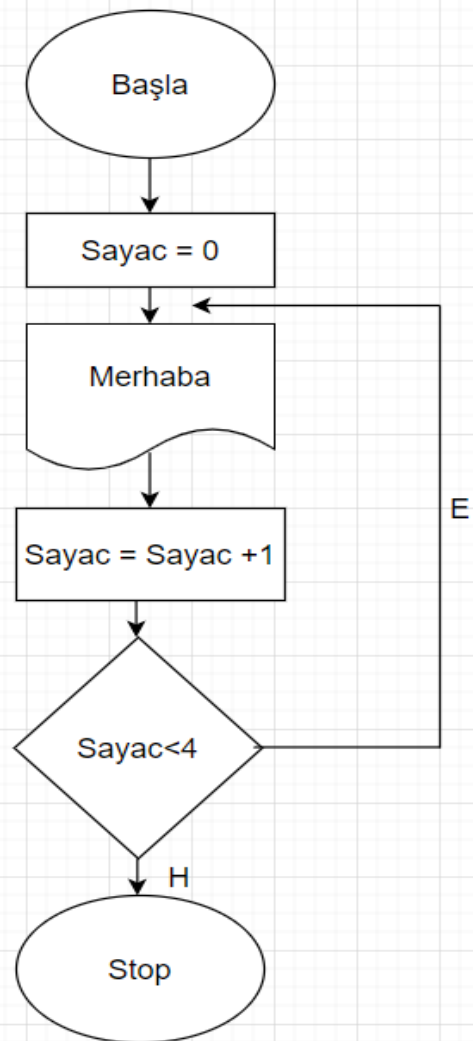 Başla
Sayac = 0
Merhaba
E
Sayac = Sayac +1
Sayac<4
H
Stop